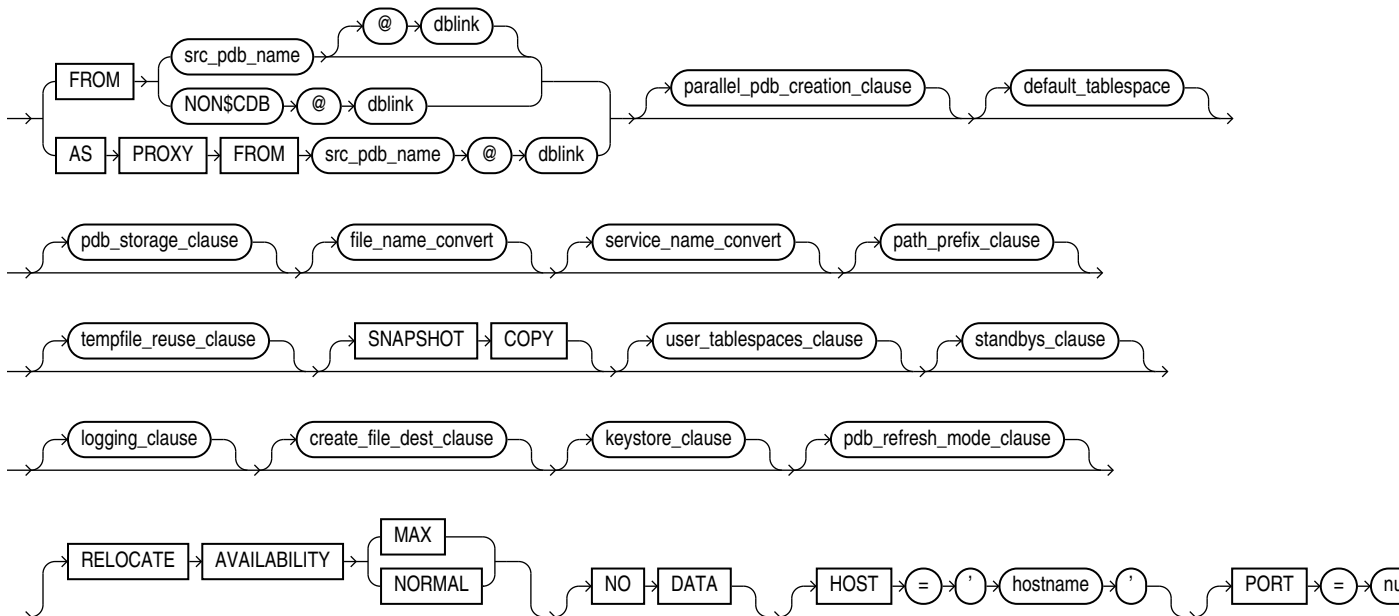 FROM src_pdb_name @ dblink
NON$CDB @ dblink
AS PROXY FROM src_pdb_name @ dblink
parallel_pdb_creation_clause default_tablespace
pdb_storage_clause file_name_convert service_name_convert path_prefix_clause
tempfile_reuse_clause SNAPSHOT COPY user_tablespaces_clause standbys_clause
logging_clause create_file_dest_clause keystore_clause pdb_refresh_mode_clause
RELOCATE AVAILABILITY MAX
NORMAL
NO DATA HOST = ' hostname ' PORT =